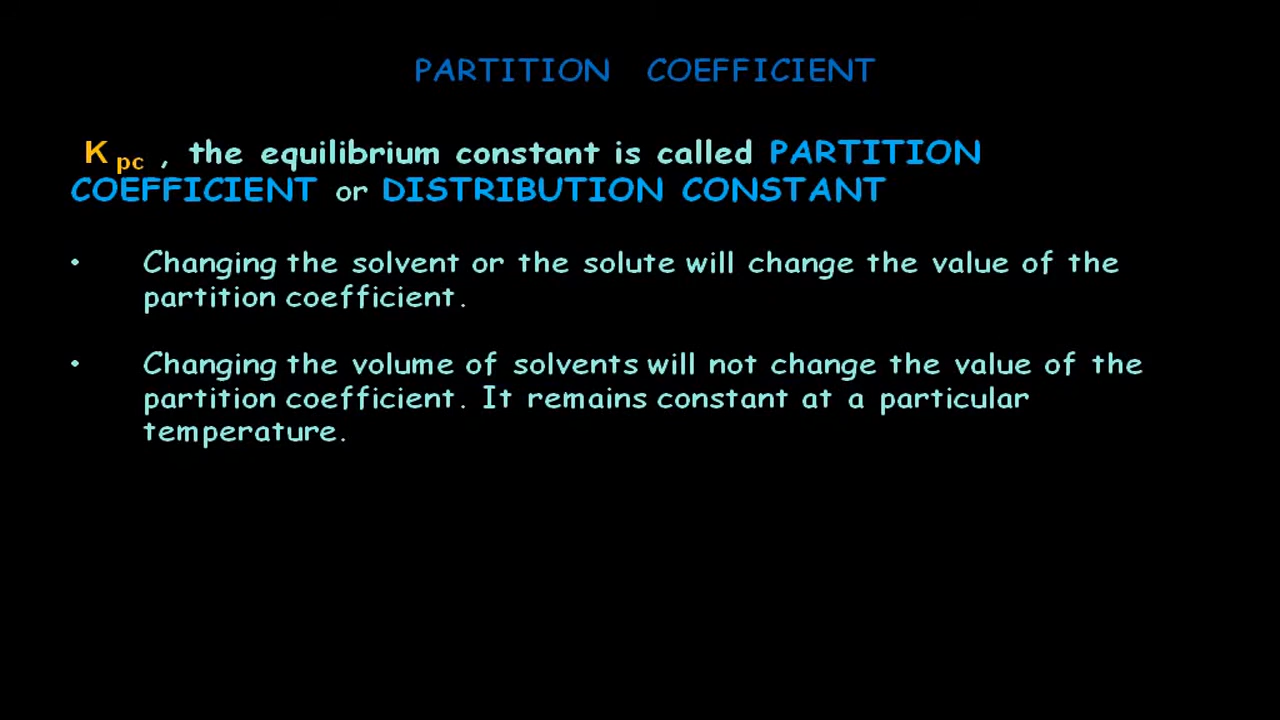 PARTITION COEFFICIENT
K pc , the equilibrium constant is called PARTITION
COEFFICIENT or DISTRIBUTION CONSTANT
• Changing the solvent or the solute will change the value of the
partition coefficient.
• Changing the volume of solvents will not change the value of the
partition coefficient. It remains constant at a particular
temperature.